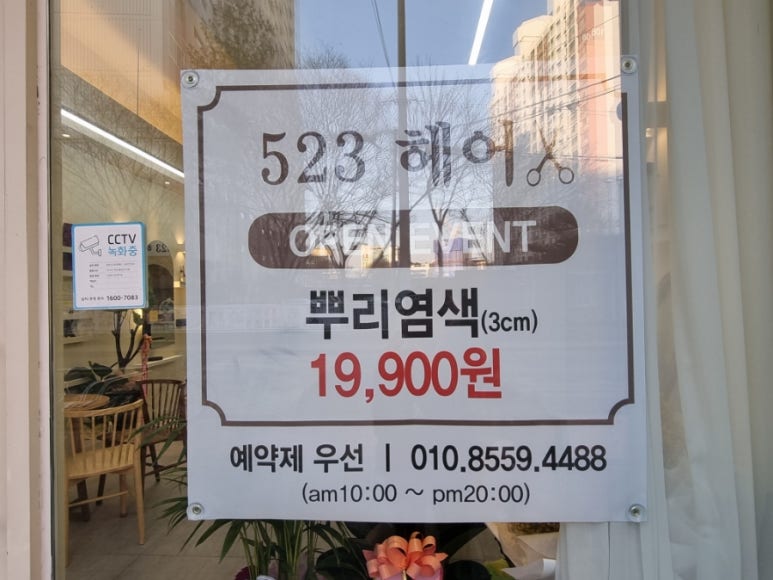 523 헤어
OPEN EVENT
뿌리염색(3cm)
19,900원
예약제 우선 | 010.8559.4488
(am10:00 ~ pm20:00)
CCTV
녹화중
1600-7083